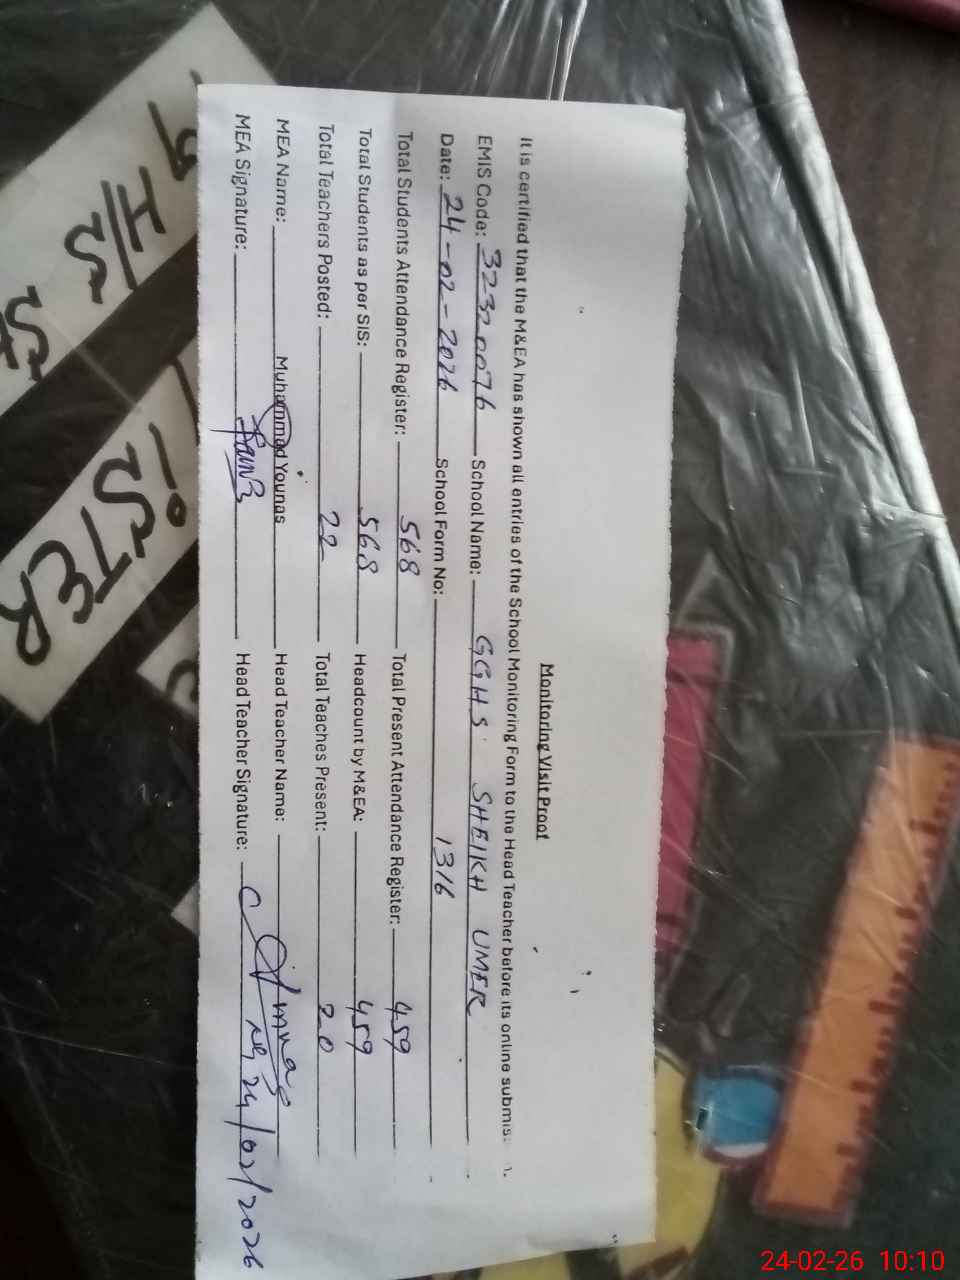 Monitoring Visit Proof
It is certified that the M&EA has shown all entries of the School Monitoring Form to the Head Teacher before its online
EMIS Code: 32320076 School Name: GGHS SHEIKH UMER
Date: 24-02-2026 School Form No: 1316
Total Students Attendance Register: 568 Total Present Attendance Register: 459
Total Students as per SIS: 568 Headcount by M&EA: 459
Total Teachers Posted: 22 Total Teaches Present: 20
MEA Name: Muhammad Younas Head Teacher Name:
MEA Signature: Head Teacher Signature: 24/02/2026
H/S
ISTER
24-02-26 10:10